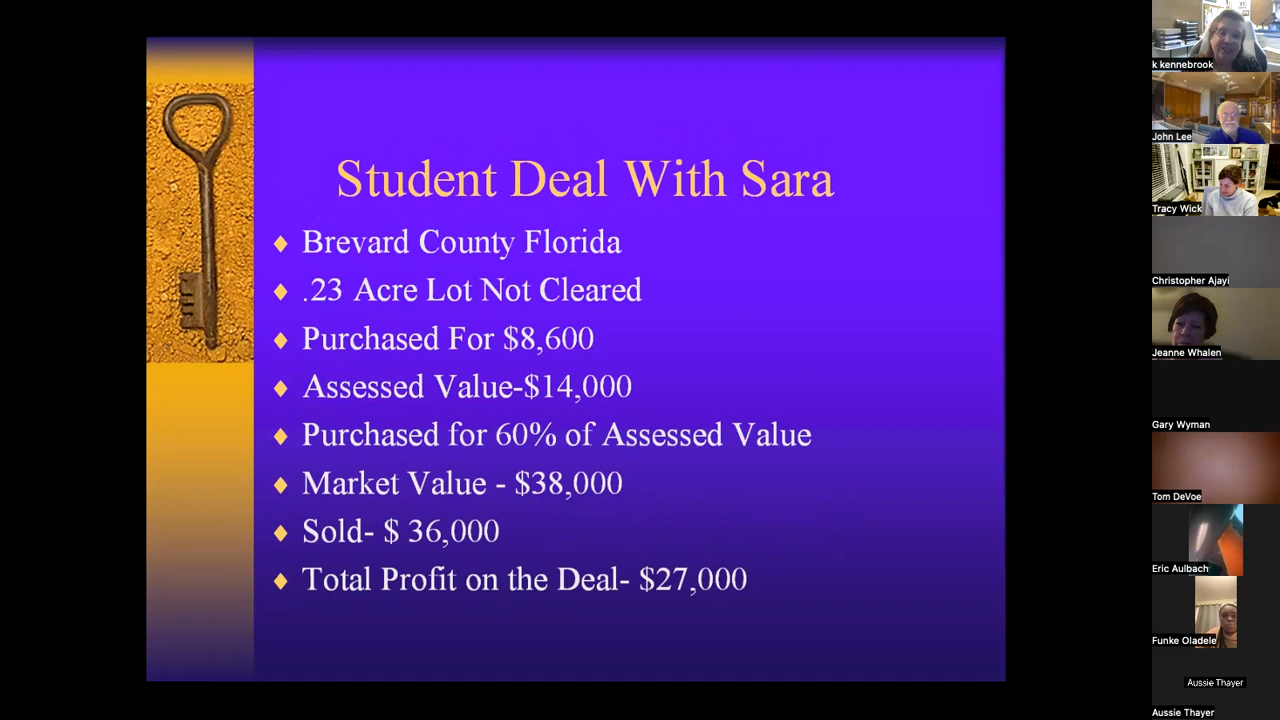 Student Deal With Sara
Brevard County Florida
.23 Acre Lot Not Cleared
Purchased For $8,600
Assessed Value-$14,000
Purchased for 60% of Assessed Value
Market Value - $38,000
Sold- $ 36,000
Total Profit on the Deal- $27,000
k kennebrook
John Lee
Tracy Wick
Christopher Ajayi
Jeanne Whalen
Gary Wyman
Tom DeVoe
Eric Aulbach
Funke Oladele
Aussie Thayer
Aussie Thayer